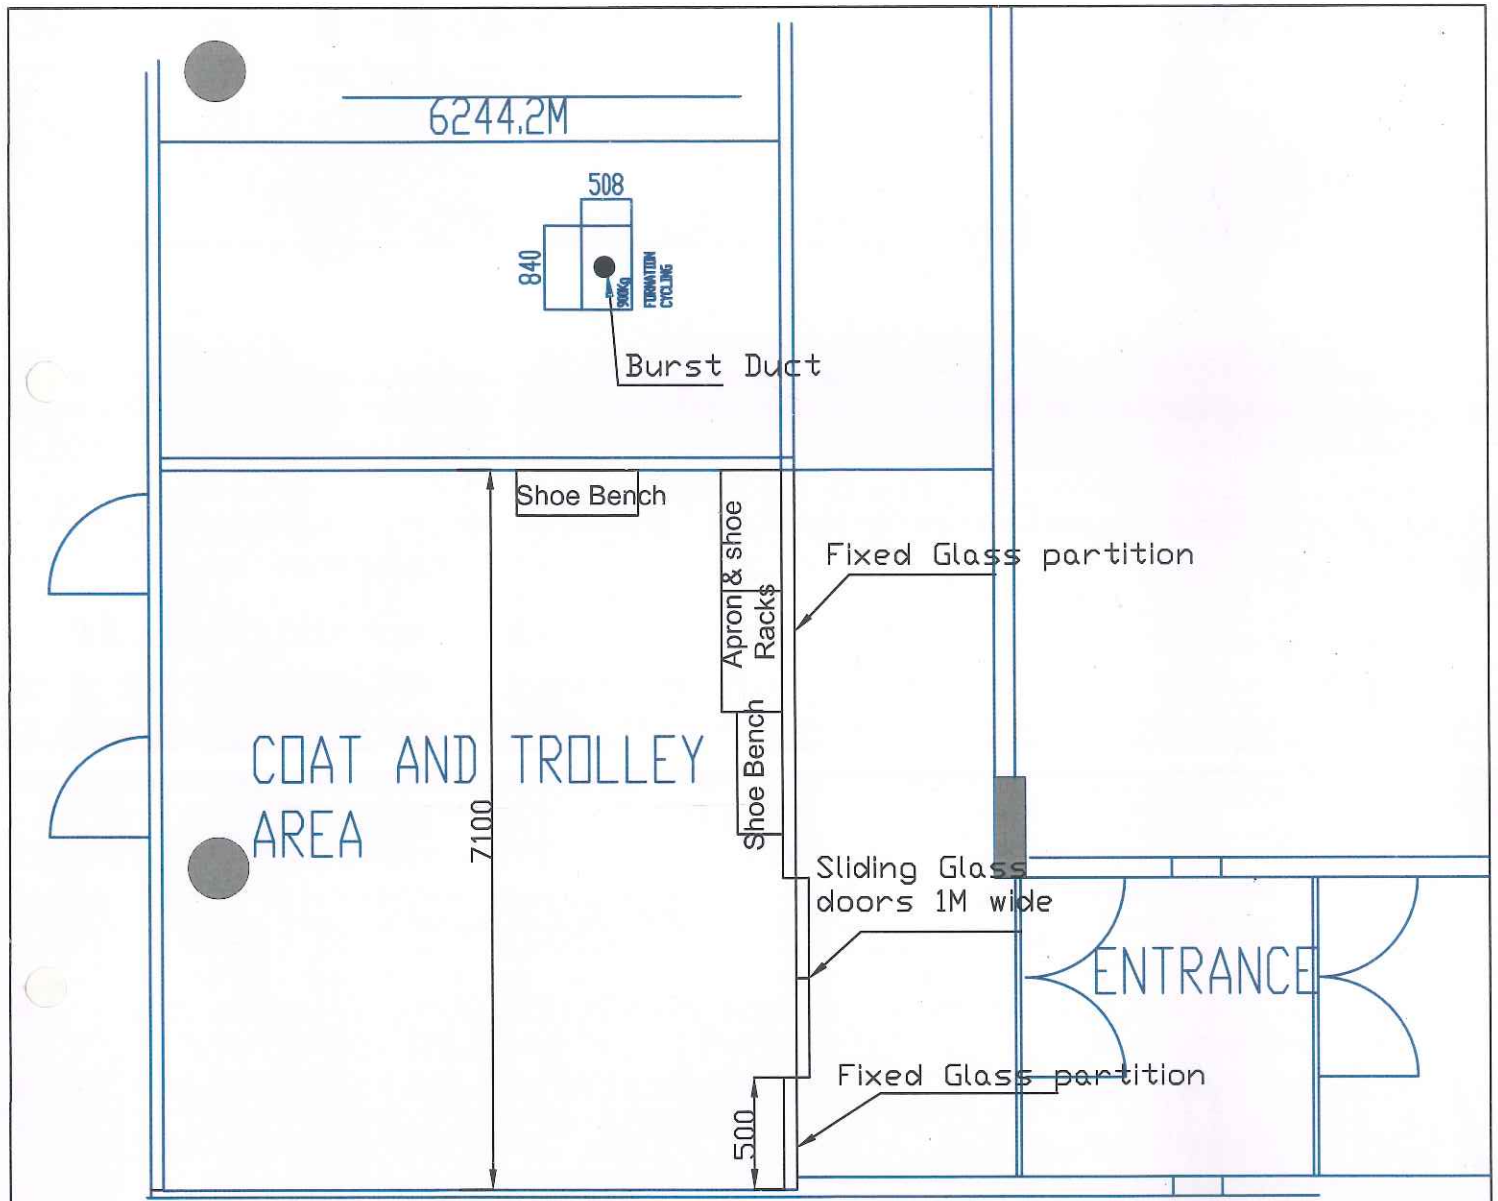 6244.2M
508
840
900Kg
FORMATION
CYCLING
Burst Duct
Shoe Bench
Apron & shoe
Racks
Fixed Glass partition
Shoe Bench
COAT AND TROLLEY
AREA
7100
Sliding Glass
doors 1M wide
ENTRANCE
Fixed Glass partition
500